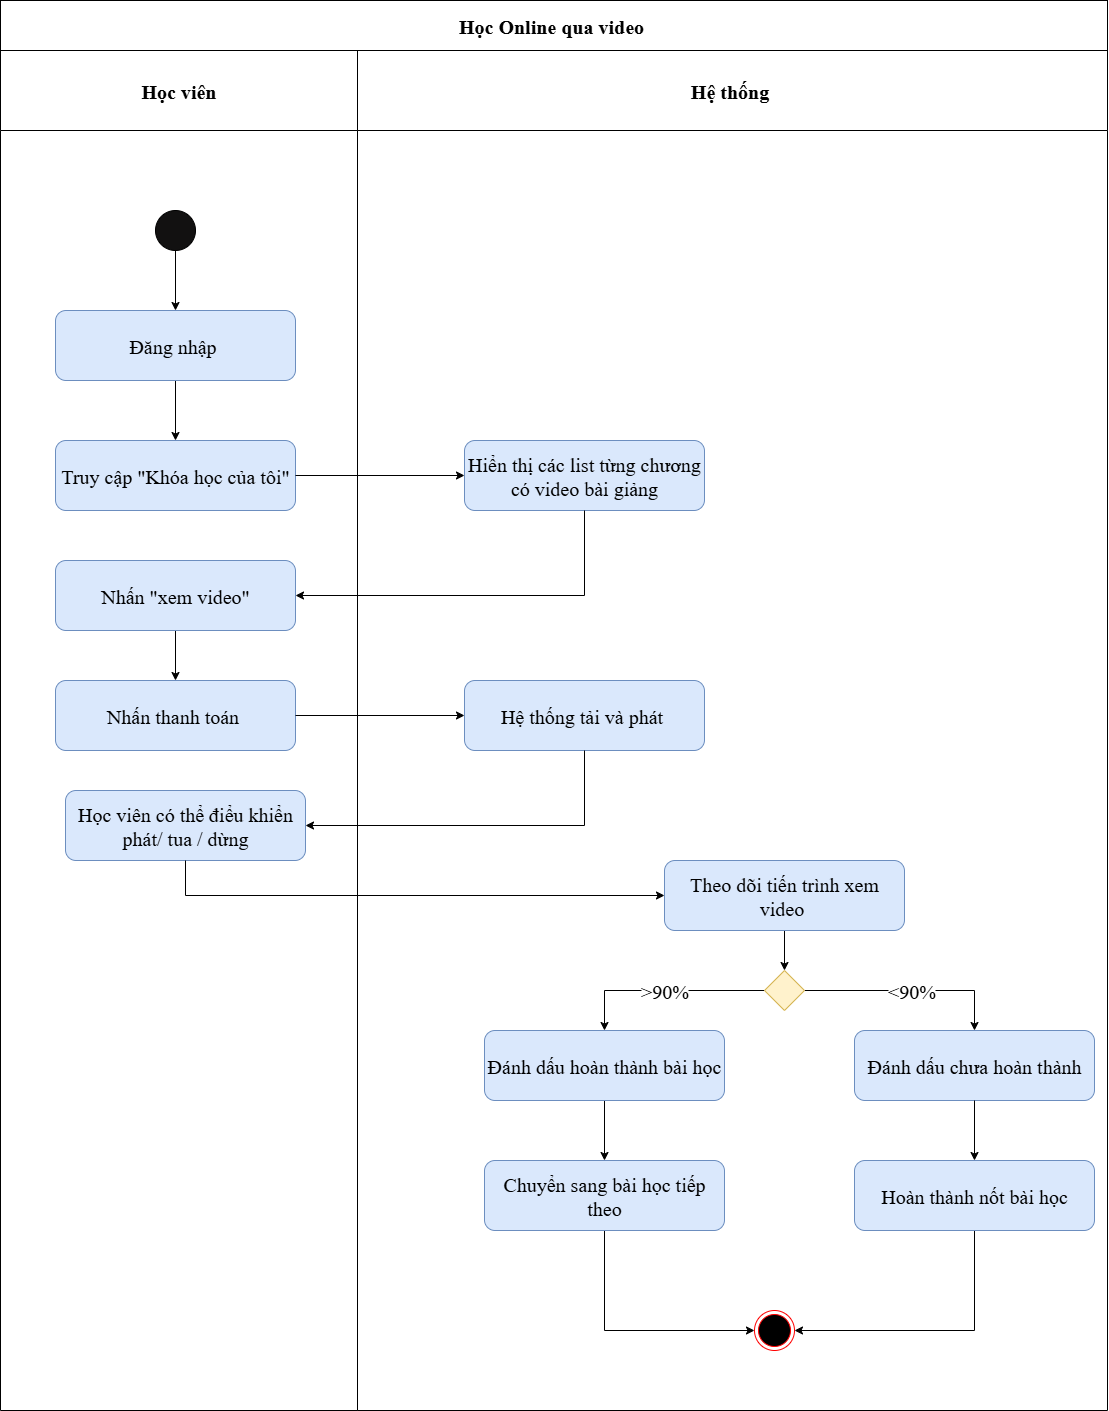 Học Online qua video
Học viên
Hệ thống
Đăng nhập
Truy cập "Khóa học của tôi"
Hiển thị các list từng chương
có video bài giảng
Nhấn "xem video"
Nhấn thanh toán
Hệ thống tải và phát
Học viên có thể điều khiển
phát/ tua / dừng
Theo dõi tiến trình xem
video
>90%
<90%
Đánh dấu hoàn thành bài học
Đánh dấu chưa hoàn thành
Chuyển sang bài học tiếp
theo
Hoàn thành nốt bài học